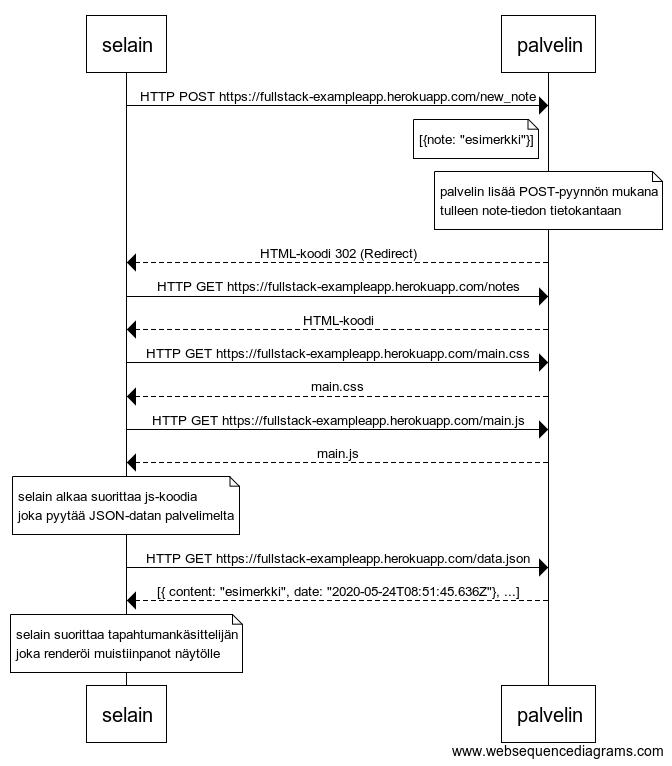 selain
palvelin
HTTP POST https://fullstack-exampleapp.herokuapp.com/new_note
[{note: "esimerkki"}]
palvelin lisää POST-pyynnön mukana
tulleen note-tiedon tietokantaan
HTML-koodi 302 (Redirect)
HTTP GET https://fullstack-exampleapp.herokuapp.com/notes
HTML-koodi
HTTP GET https://fullstack-exampleapp.herokuapp.com/main.css
main.css
HTTP GET https://fullstack-exampleapp.herokuapp.com/main.js
main.js
selain alkaa suorittaa js-koodia
joka pyytää JSON-datan palvelimelta
HTTP GET https://fullstack-exampleapp.herokuapp.com/data.json
[{ content: "esimerkki", date: "2020-05-24T08:51:45.636Z"}, ...]
selain suorittaa tapahtumankäsittelijän
joka renderöi muistiinpanot näytölle
selain
palvelin
www.websequencediagrams.com